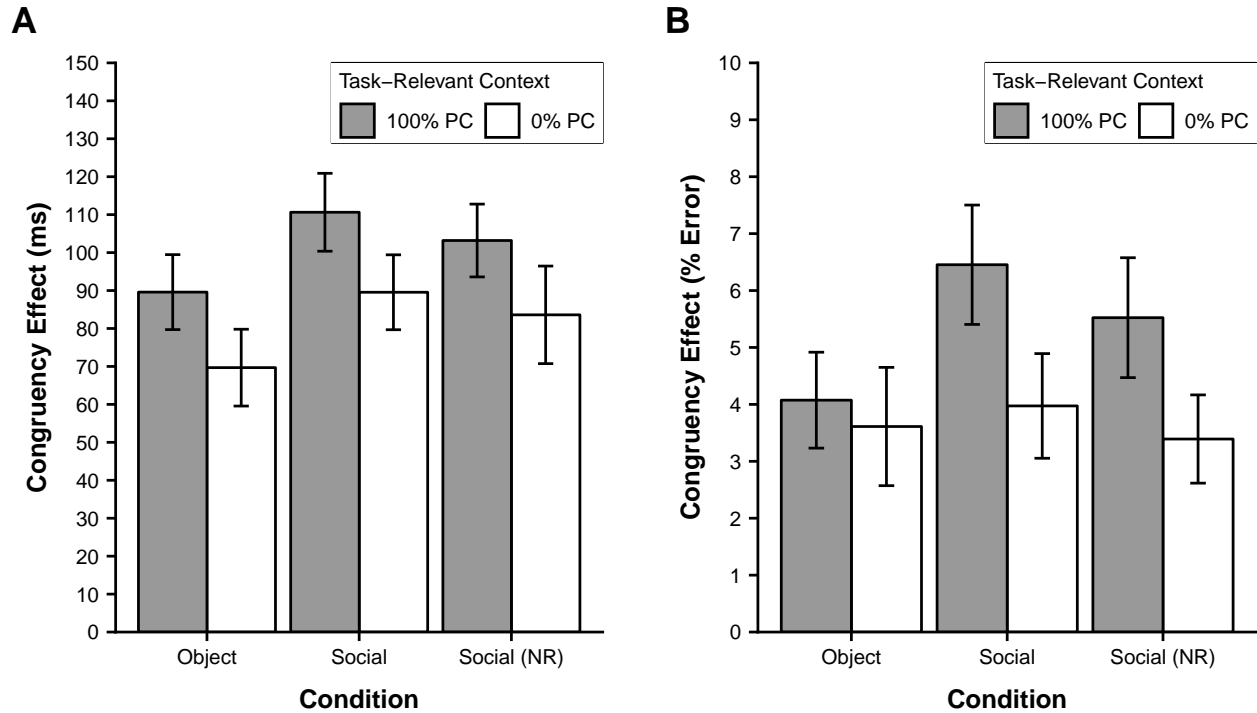 A
Congruency Effect (ms)
150
140
130
120
110
100
90
80
70
60
50
40
30
20
10
0
Task−Relevant Context
100% PC 0% PC
Object Social Social (NR)
Condition
B
Congruency Effect (% Error)
10
9
8
7
6
5
4
3
2
1
0
Task−Relevant Context
100% PC 0% PC
Object Social Social (NR)
Condition